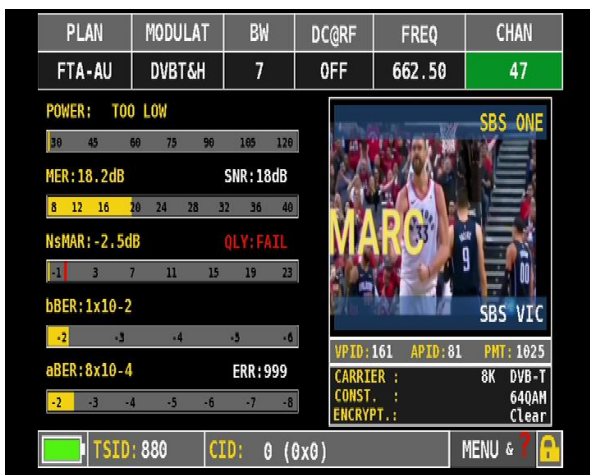 PLAN MODULAT BW DC@RF FREQ CHAN
FTA-AU DVBT&H 7 OFF 662.50 47
POWER: TOO LOW
30 45 60 75 90 105 120
MER:18.2dB SNR:18dB
8 12 16 20 24 28 32 36 40
NsMAR:-2.5dB QLY:FAIL
-1 3 7 11 15 19 23
bBER:1x10-2
-2 -3 -4 -5 -6
aBER:8x10-4 ERR:999
-2 -3 -4 -5 -6 -7 -8
SBS ONE
MARC
33
9
00
SBS VIC
VPID:161 APID:81 PMT:1025
CARRIER : 8K DVB-T
CONST. : 64QAM
ENCRYPT.: Clear
TSID:880 CID: 0 (0x0) MENU & ?